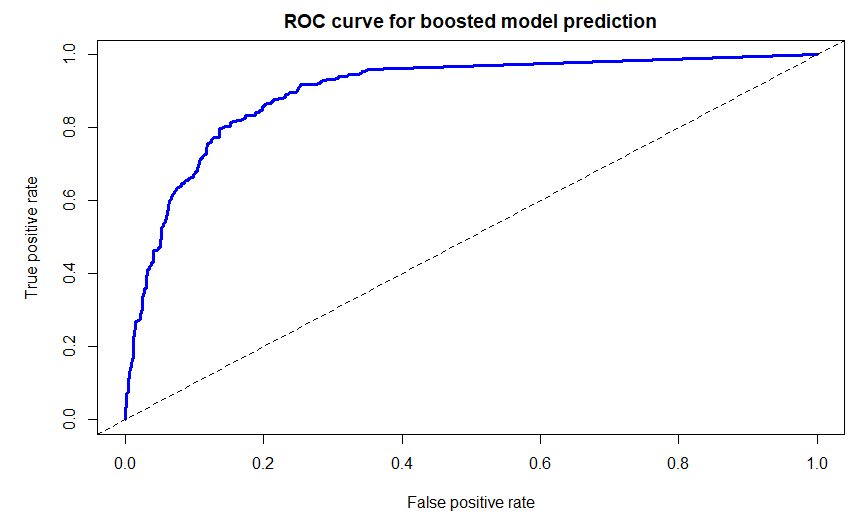 ROC curve for boosted model prediction
1.0
0.8
0.6
0.4
0.2
0.0
True positive rate
0.0 0.2 0.4 0.6 0.8 1.0
False positive rate